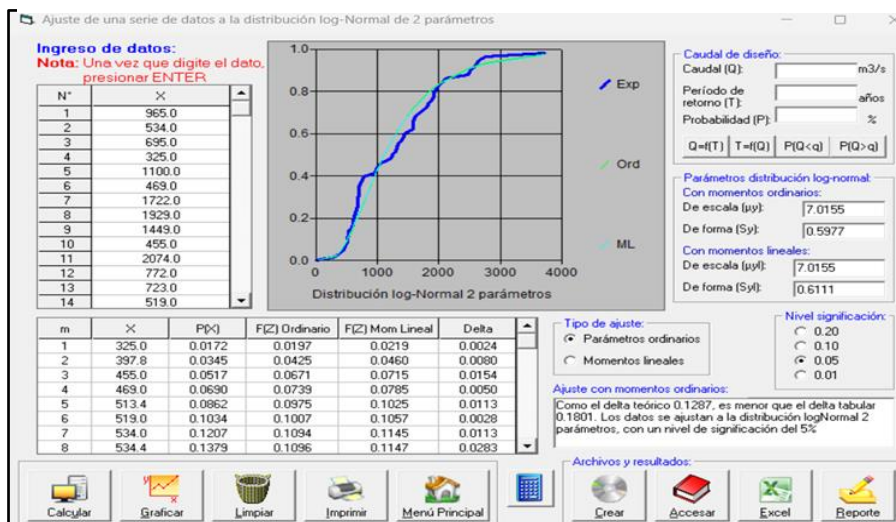 Ajuste de una serie de datos a la distribución log-Normal de 2 parámetros
Ingreso de datos:
Nota: Una vez que digite el dato,
presionar ENTER
N° X
1 965.0
2 534.0
3 695.0
4 325.0
5 1100.0
6 469.0
7 1722.0
8 1929.0
9 1449.0
10 455.0
11 2074.0
12 772.0
13 723.0
14 519.0
1.0
0.8
0.6
0.4
0.2
0.0
0 1000 2000 3000 4000
Distribución log-Normal 2 parámetros
Exp
Ord
ML
Caudal de diseño:
Caudal (Q): m3/s
Período de
retorno (T): años
Probabilidad (P): %
Q=f(T) T=f(Q) P(Q<q) P(Q>q)
Parámetros distribución log-normal:
Con momentos ordinarios:
De escala (μy): 7.0155
De forma (Sy): 0.5977
Con momentos lineales:
De escala (μyl): 7.0155
De forma (Syl): 0.6111
m X P(X) F(Z) Ordinario F(Z) Mom Lineal Delta
1 325.0 0.0172 0.0197 0.0219 0.0024
2 397.8 0.0345 0.0425 0.0460 0.0080
3 455.0 0.0517 0.0671 0.0715 0.0154
4 469.0 0.0690 0.0739 0.0785 0.0050
5 513.4 0.0862 0.0975 0.1025 0.0113
6 519.0 0.1034 0.1007 0.1057 0.0028
7 534.0 0.1207 0.1094 0.1145 0.0113
8 534.4 0.1379 0.1096 0.1147 0.0283
Tipo de ajuste:
Parámetros ordinarios
Momentos lineales
Nivel significación:
0.20
0.10
0.05
0.01
Ajuste con momentos ordinarios:
Como el delta teórico 0.1287, es menor que el delta tabular
0.1801. Los datos se ajustan a la distribución logNormal 2
parámetros, con un nivel de significación del 5%
Calcular Graficar Limpiar Imprimir Menú Principal
Archivos y resultados:
Crear Accesar Excel Reporte